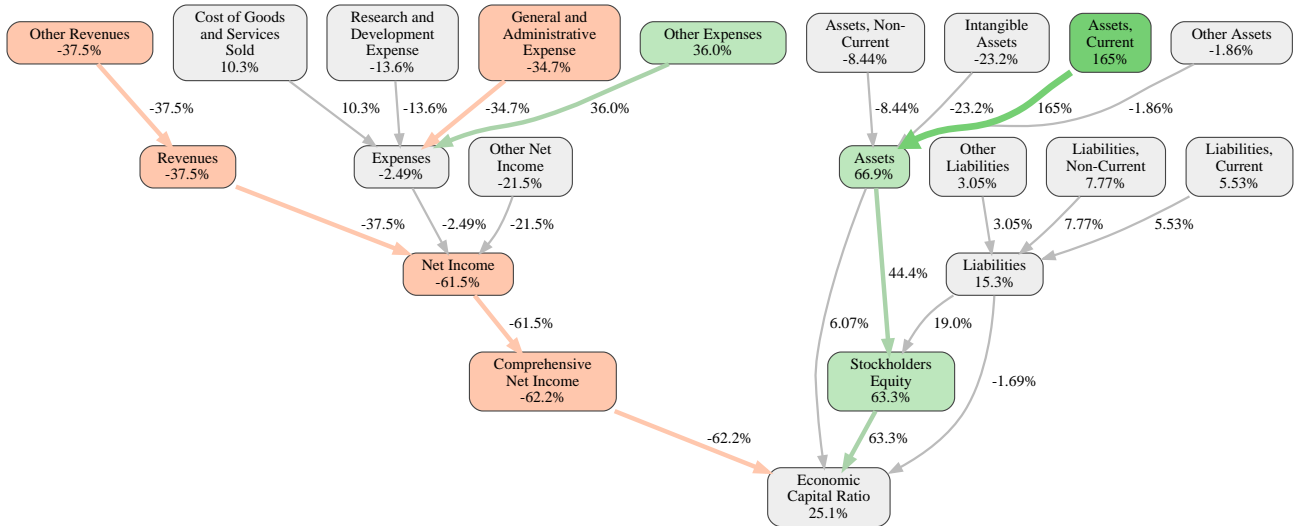 Other Revenues
-37.5%
Cost of Goods
and Services
Sold
10.3%
Research and
Development
Expense
-13.6%
General and
Administrative
Expense
-34.7%
Other Expenses
36.0%
Assets, Non-
Current
-8.44%
Intangible
Assets
-23.2%
Assets,
Current
165%
Other Assets
-1.86%
-37.5%
10.3%
-13.6%
-34.7%
36.0%
-8.44%
-23.2%
165%
-1.86%
Revenues
-37.5%
Expenses
-2.49%
Other Net
Income
-21.5%
Assets
66.9%
Other
Liabilities
3.05%
Liabilities,
Non-Current
7.77%
Liabilities,
Current
5.53%
-37.5%
-2.49%
-21.5%
3.05%
7.77%
5.53%
Net Income
-61.5%
44.4%
Liabilities
15.3%
-61.5%
6.07%
19.0%
Comprehensive
Net Income
-62.2%
Stockholders
Equity
63.3%
-1.69%
-62.2%
63.3%
Economic
Capital Ratio
25.1%